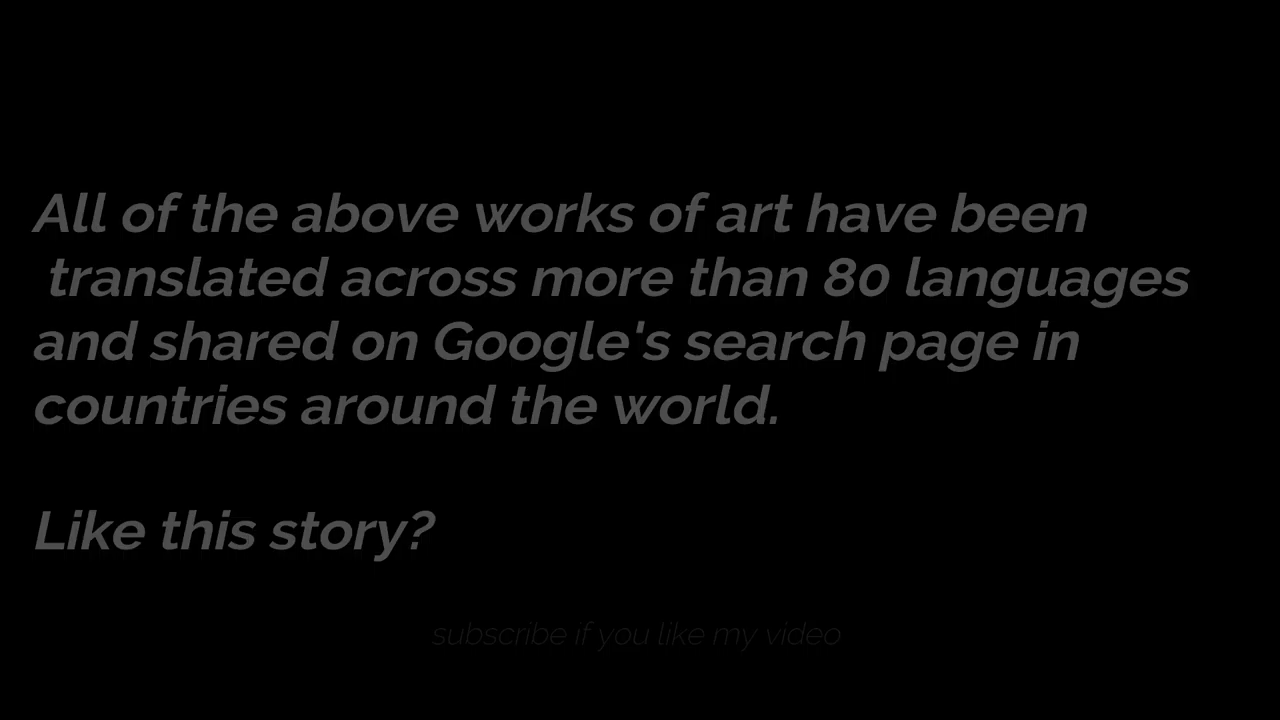 All of the above works of art have been
translated across more than 80 languages
and shared on Google's search page in
countries around the world.
Like this story?
subscribe if you like my video